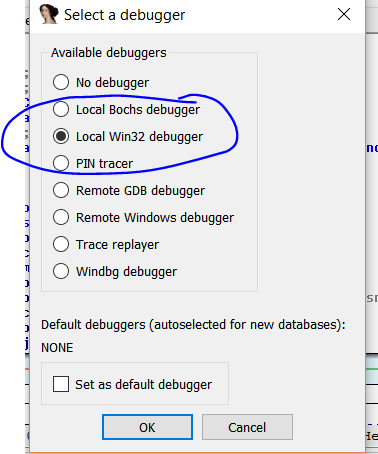 Select a debugger
Available debuggers
No debugger
Local Bochs debugger
Local Win32 debugger
PIN tracer
Remote GDB debugger
Remote Windows debugger
Trace replayer
Windbg debugger
Default debuggers (autoselected for new databases):
NONE
Set as default debugger
OK Cancel